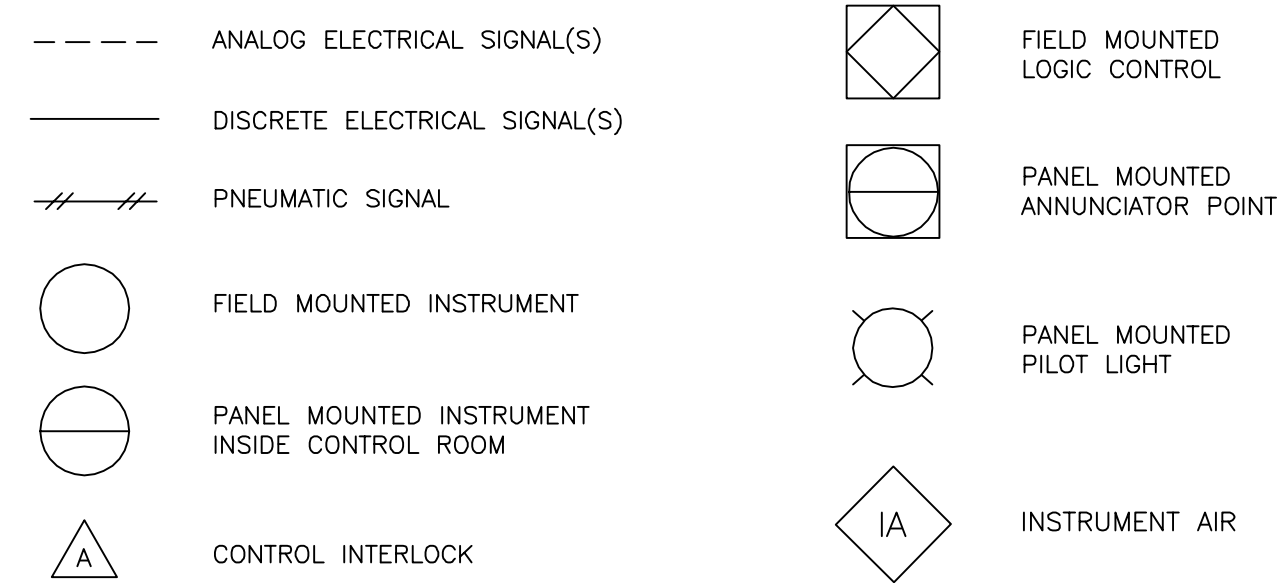 ANALOG ELECTRICAL SIGNAL(S)
DISCRETE ELECTRICAL SIGNAL(S)
PNEUMATIC SIGNAL
FIELD MOUNTED INSTRUMENT
PANEL MOUNTED INSTRUMENT
INSIDE CONTROL ROOM
A
CONTROL INTERLOCK
FIELD MOUNTED
LOGIC CONTROL
PANEL MOUNTED
ANNUNCIATOR POINT
PANEL MOUNTED
PILOT LIGHT
IA
INSTRUMENT AIR